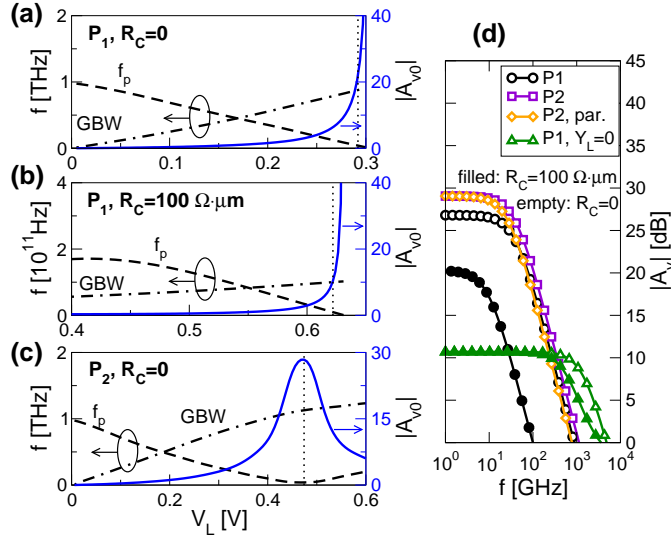 (a)
P1, RC=0
2
1
0
f [THz]
fp
GBW
0
0.1
0.2
0.3
40
20
0
|Av0|
(b)
P1, RC=100 Ω·μm
4
2
0
f [10^11Hz]
fp
GBW
0.4
0.5
0.6
40
20
0
|Av0|
(c)
P2, RC=0
2
1
0
f [THz]
fp
GBW
0
0.2
0.4
0.6
VL [V]
30
15
0
|Av0|
(d)
P1
P2
P2, par.
P1, YL=0
filled: RC=100 Ω·μm
empty: RC=0
45
40
35
30
25
20
15
10
5
0
|Av| [dB]
10^0
10^1
10^2
10^3
10^4
f [GHz]